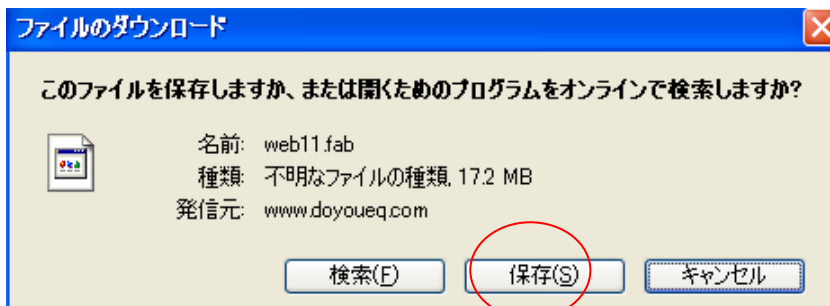 ファイルのダウンロード
このファイルを保存しますか、または開くためのプログラムをオンラインで検索しますか?
名前: web11.fab
種類: 不明なファイルの種類, 17.2 MB
発信元: www.doyoueq.com
検索(F) 保存(S) キャンセル